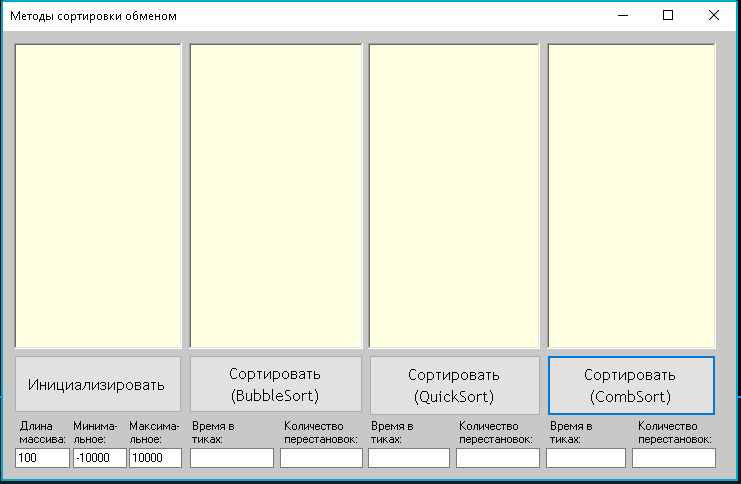 Методы сортировки обменом
Инициализировать
Сортировать
(BubbleSort)
Сортировать
(QuickSort)
Сортировать
(CombSort)
Длина
массива:
Минима-
льное:
Максима-
льное:
Время в
тиках:
Количество
перестановок:
Время в
тиках:
Количество
перестановок:
Время в
тиках:
Количество
перестановок:
100
-10000
10000